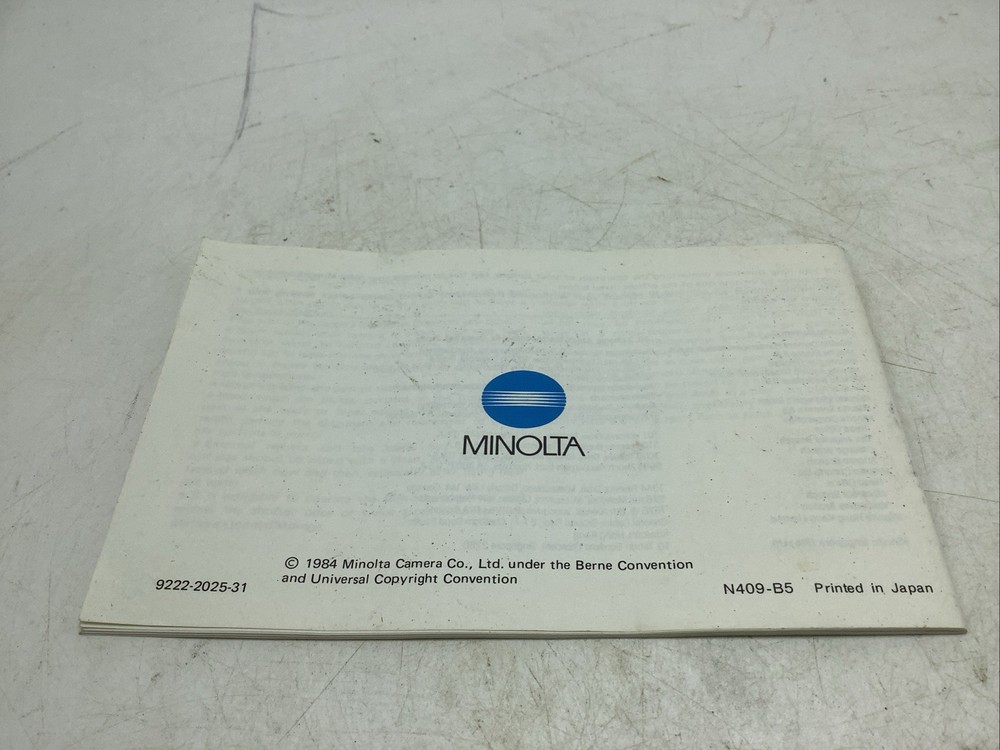 MINOLTA
© 1984 Minolta Camera Co., Ltd. under the Berne Convention
and Universal Copyright Convention
9222-2025-31
N409-B5 Printed in Japan